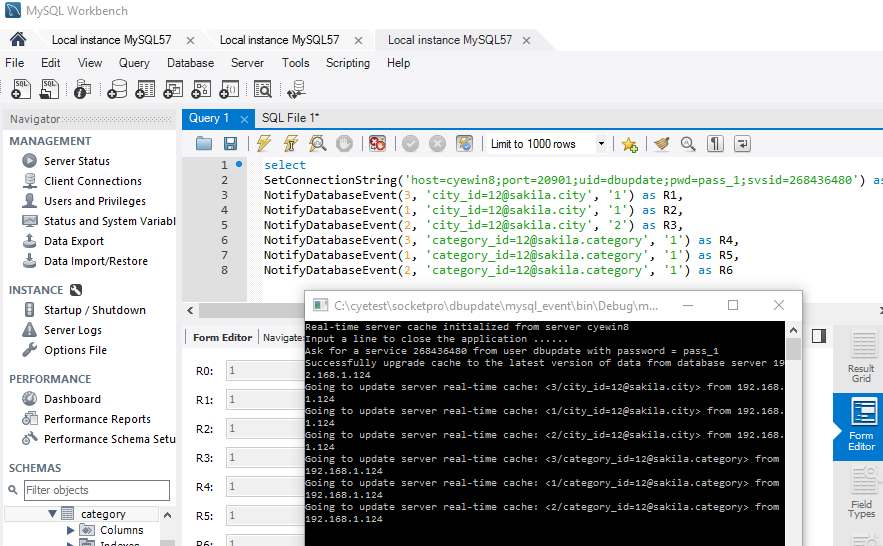 MySQL Workbench
Local instance MySQL57 × Local instance MySQL57 × Local instance MySQL57 ×
File Edit View Query Database Server Tools Scripting Help
Navigator
MANAGEMENT
Server Status
Client Connections
Users and Privileges
Status and System Variabl
Data Export
Data Import/Restore
INSTANCE
Startup / Shutdown
Server Logs
Options File
PERFORMANCE
Dashboard
Performance Reports
Performance Schema Setu
SCHEMAS
Filter objects
category
Columns
Indexes
Query 1 × SQL File 1*
Limit to 1000 rows
1 select
2 SetConnectionString('host=cyewin8;port=20901;uid=dbupdate;pwd=pass_1;svsid=268436480') as
3 NotifyDatabaseEvent(3, 'city_id=12@sakila.city', '1') as R1,
4 NotifyDatabaseEvent(1, 'city_id=12@sakila.city', '1') as R2,
5 NotifyDatabaseEvent(2, 'city_id=12@sakila.city', '2') as R3,
6 NotifyDatabaseEvent(3, 'category_id=12@sakila.category', '1') as R4,
7 NotifyDatabaseEvent(1, 'category_id=12@sakila.category', '1') as R5,
8 NotifyDatabaseEvent(2, 'category_id=12@sakila.category', '1') as R6
Form Editor Navigate
R0: 1
R1: 1
R2: 1
R3: 1
R4: 1
R5: 1
R6: 1
C:\cyetest\socketpro\dbupdate\mysql_event\bin\Debug\m...
Real-time server cache initialized from server cyewin8
Input a line to close the application ......
Ask for a service 268436480 from user dbupdate with password = pass_1
Successfully upgrade cache to the latest version of data from database server 19
2.168.1.124
Going to update server real-time cache: <3/city_id=12@sakila.city> from 192.168.
1.124
Going to update server real-time cache: <1/city_id=12@sakila.city> from 192.168.
1.124
Going to update server real-time cache: <2/city_id=12@sakila.city> from 192.168.
1.124
Going to update server real-time cache: <3/category_id=12@sakila.category> from
192.168.1.124
Going to update server real-time cache: <1/category_id=12@sakila.category> from
192.168.1.124
Going to update server real-time cache: <2/category_id=12@sakila.category> from
192.168.1.124
Result
Grid
Form
Editor
Field
Types